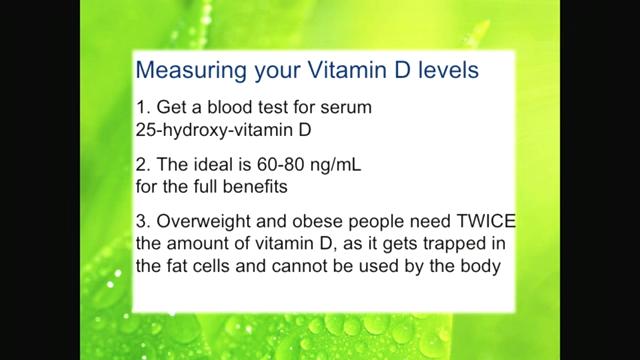 Measuring your Vitamin D levels
1. Get a blood test for serum
25-hydroxy-vitamin D
2. The ideal is 60-80 ng/mL
for the full benefits
3. Overweight and obese people need TWICE
the amount of vitamin D, as it gets trapped in
the fat cells and cannot be used by the body